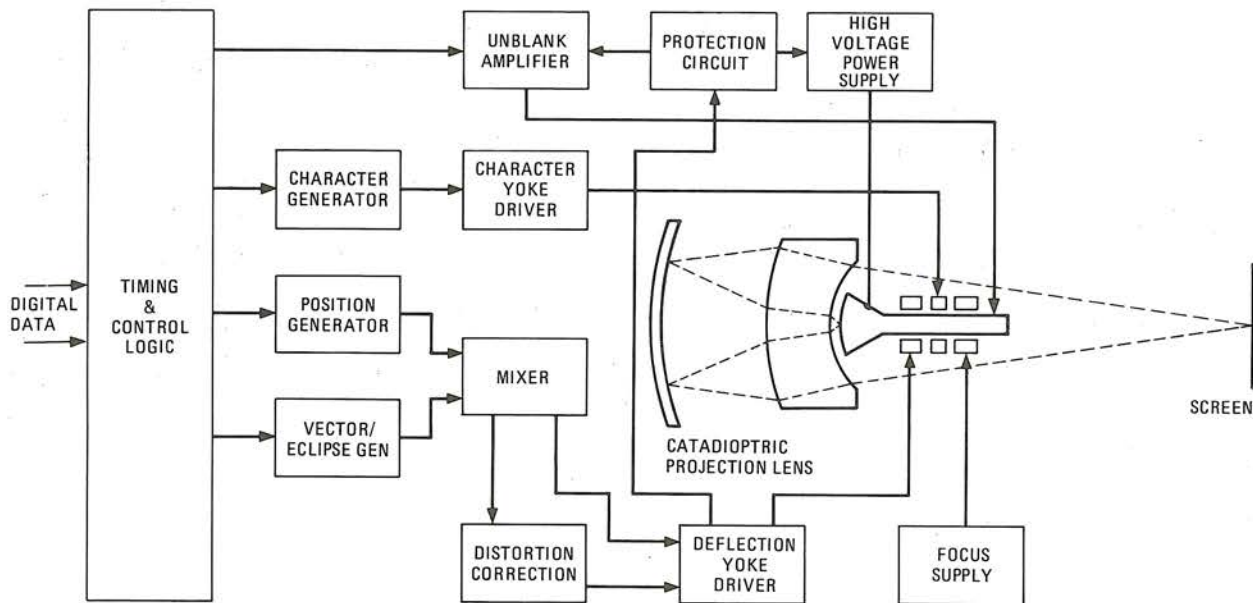 UNBLANK
AMPLIFIER
PROTECTION
CIRCUIT
HIGH
VOLTAGE
POWER
SUPPLY
CHARACTER
GENERATOR
CHARACTER
YOKE
DRIVER
DIGITAL
DATA
TIMING
&
CONTROL
LOGIC
POSITION
GENERATOR
MIXER
VECTOR/
ECLIPSE GEN
CATADIOPTRIC
PROJECTION LENS
SCREEN
DISTORTION
CORRECTION
DEFLECTION
YOKE
DRIVER
FOCUS
SUPPLY